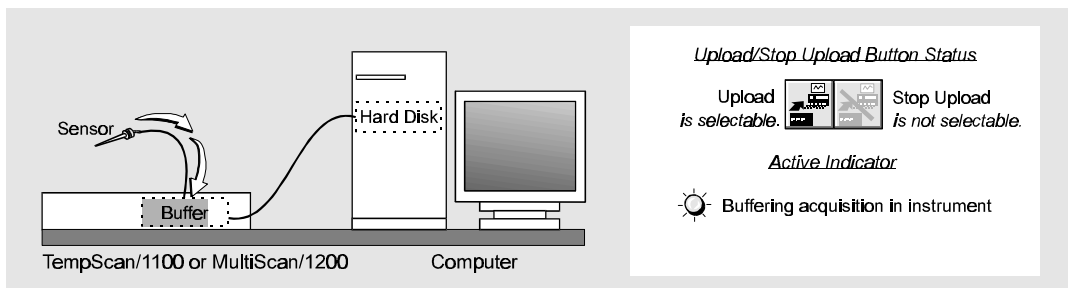 Sensor
Buffer
Hard Disk
TempScan/1100 or MultiScan/1200
Computer
Upload/Stop Upload Button Status
Upload
is selectable.
Stop Upload
is not selectable.
Active Indicator
Buffering acquisition in instrument